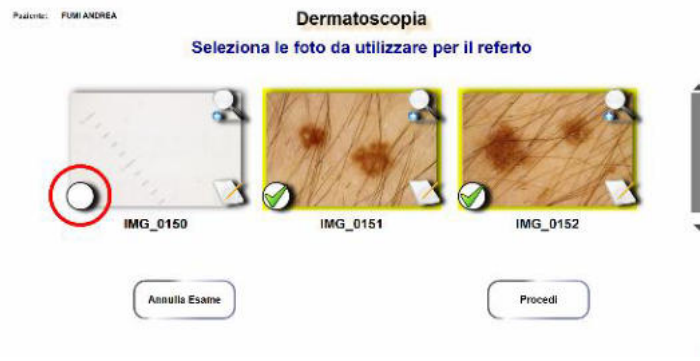 Paziente: FUMI ANDREA
Dermatoscopia
Seleziona le foto da utilizzare per il referto
IMG_0150
IMG_0151
IMG_0152
Annulla Esame
Procedi